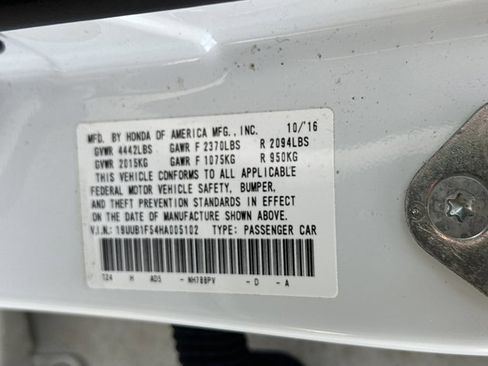 MFD. BY HONDA OF AMERICA MFG., INC. 10/'16
GVWR 4442LBS GAWR F 2370LBS R 2094LBS
GVWR 2015KG GAWR F 1075KG R 950KG
THIS VEHICLE CONFORMS TO ALL APPLICABLE
FEDERAL MOTOR VEHICLE SAFETY, BUMPER,
AND THEFT PREVENTION STANDARDS IN EFFECT
ON THE DATE OF MANUFACTURE SHOWN ABOVE.
V.I.N.: 19UUB1F54HA005102 TYPE: PASSENGER CAR
T24 H AD5 - NH788PV - D - A